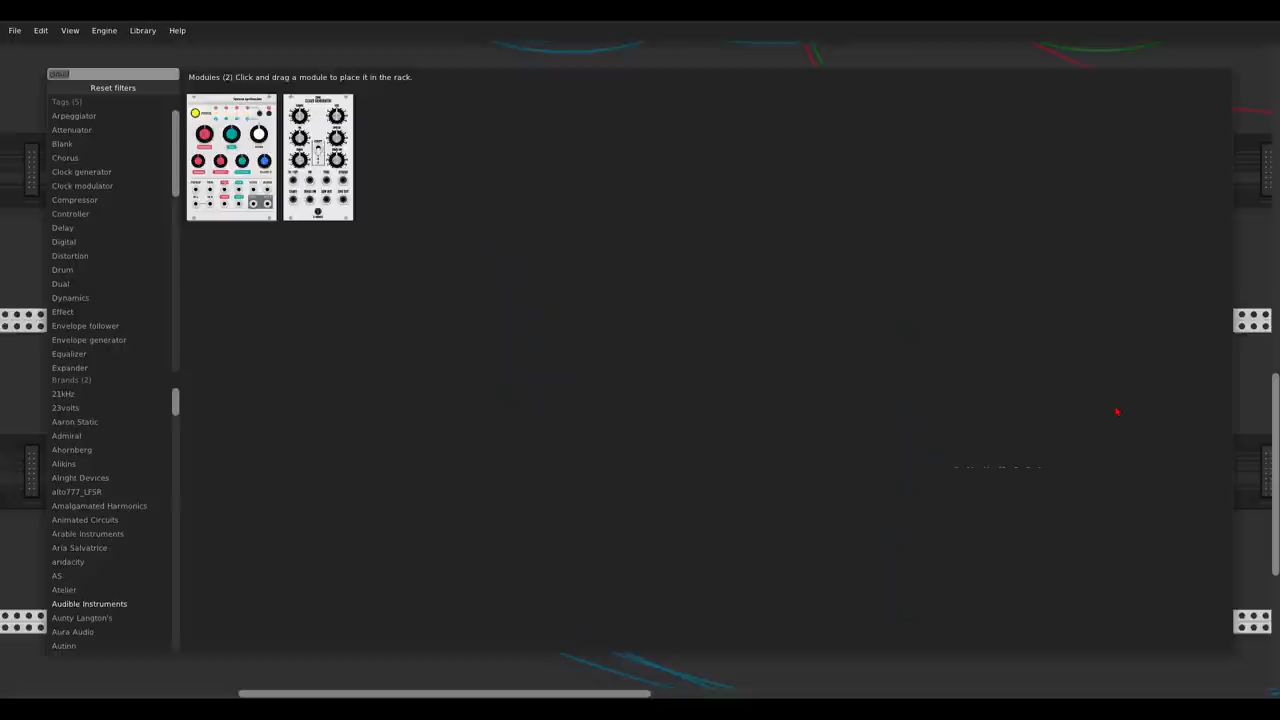 File Edit View Engine Library Help
Modules (2) Click and drag a module to place it in the rack.
Reset filters
Tags (5)
Arpeggiator
Attenuator
Blank
Chorus
Clock generator
Clock modulator
Compressor
Controller
Delay
Digital
Distortion
Drum
Dual
Dynamics
Effect
Envelope follower
Envelope generator
Equalizer
Expander
Brands (2)
21kHz
23volts
Aaron Static
Admiral
Ahornberg
Alikins
Alright Devices
alto777_LFSR
Amalgamated Harmonics
Animated Circuits
Arable Instruments
Aria Salvatrice
aridacity
AS
Atelier
Audible Instruments
Aunty Langton's
Aura Audio
Autinn